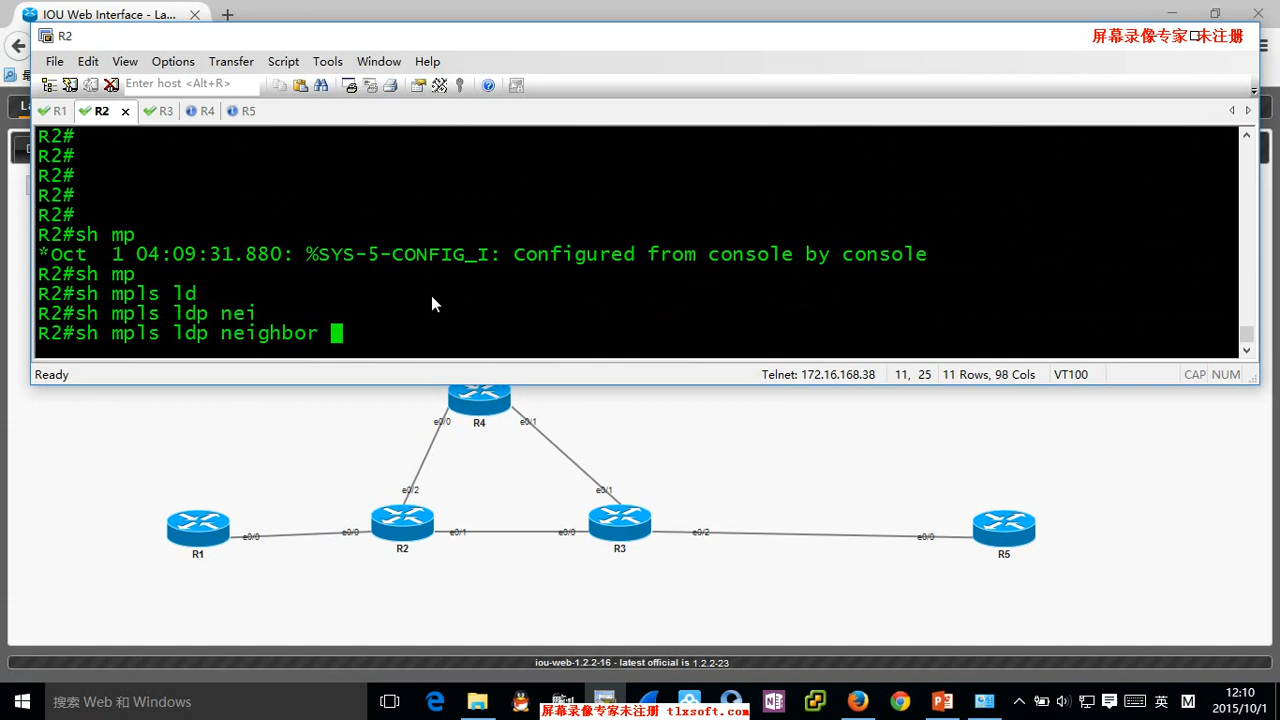 IOU Web Interface - La...
R2
屏幕录像专家 未注册
File Edit View Options Transfer Script Tools Window Help
Enter host <Alt+R>
R1 R2 R3 R4 R5
R2#
R2#
R2#
R2#
R2#
R2#sh mp
*Oct  1 04:09:31.880: %SYS-5-CONFIG_I: Configured from console by console
R2#sh mp
R2#sh mpls ld
R2#sh mpls ldp nei
R2#sh mpls ldp neighbor
Ready Telnet: 172.16.168.38 11, 25 11 Rows, 98 Cols VT100 CAP NUM
R4
e0/0 e0/1
e0/2 e0/1
R1 e0/0 e0/0 R2 e0/1 e0/0 R3 e0/2 e0/0 R5
iou-web-1.2.2-16 - latest official is 1.2.2-23
搜索 Web 和 Windows
英
12:10
2015/10/1
屏幕录像专家未注册 tlxsoft.com